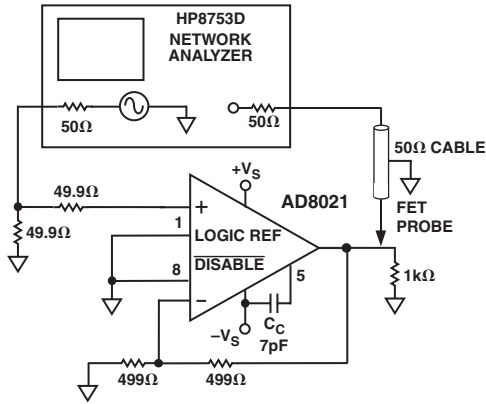 HP8753D
NETWORK
ANALYZER
50Ω
50Ω
50Ω CABLE
+VS
49.9Ω
AD8021
FET
PROBE
+
1
LOGIC REF
49.9Ω
8
DISABLE
5
1kΩ
–
CC
–VS
7pF
499Ω
499Ω